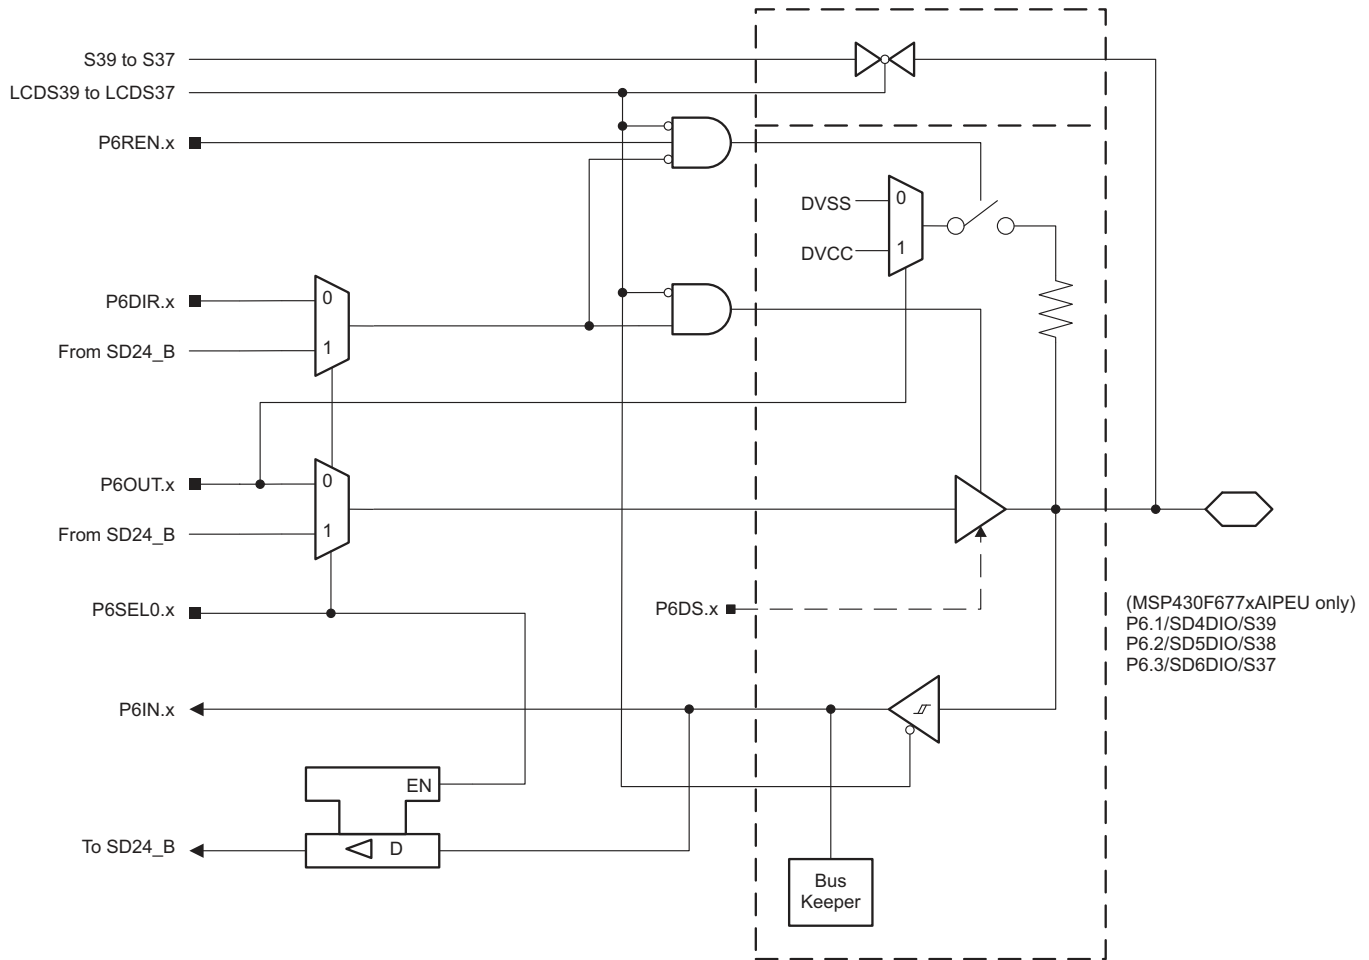 S39 to S37
LCDS39 to LCDS37
P6REN.x
DVSS
0
DVCC
1
P6DIR.x
0
From SD24_B
1
P6OUT.x
0
From SD24_B
1
P6SEL0.x
P6DS.x
(MSP430F677xAIPEU only)
P6.1/SD4DIO/S39
P6.2/SD5DIO/S38
P6.3/SD6DIO/S37
P6IN.x
EN
To SD24_B
D
Bus
Keeper